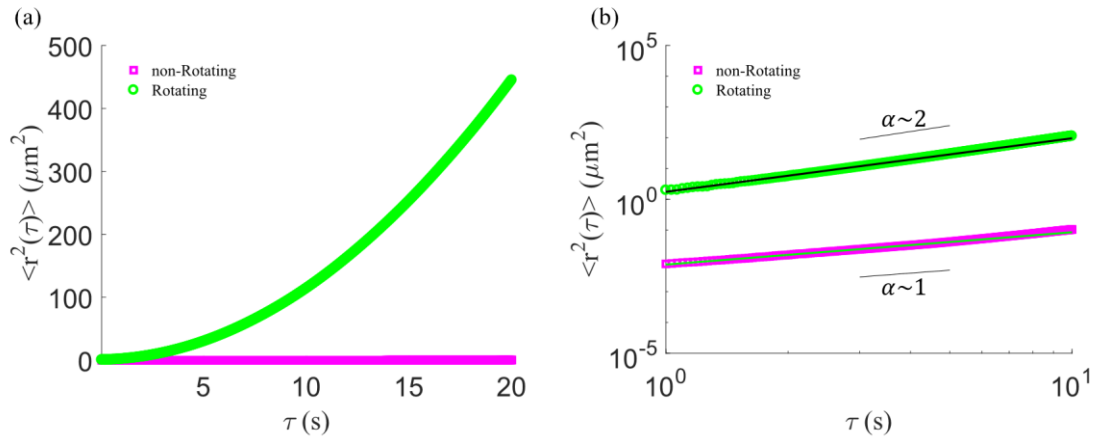 (a)
500
400
300
200
100
0
<r²(τ)> (μm²)
non-Rotating
Rotating
5
10
15
20
τ (s)
(b)
10⁵
10⁰
10⁻⁵
<r²(τ)> (μm²)
non-Rotating
Rotating
α~2
α~1
10⁰
10¹
τ (s)